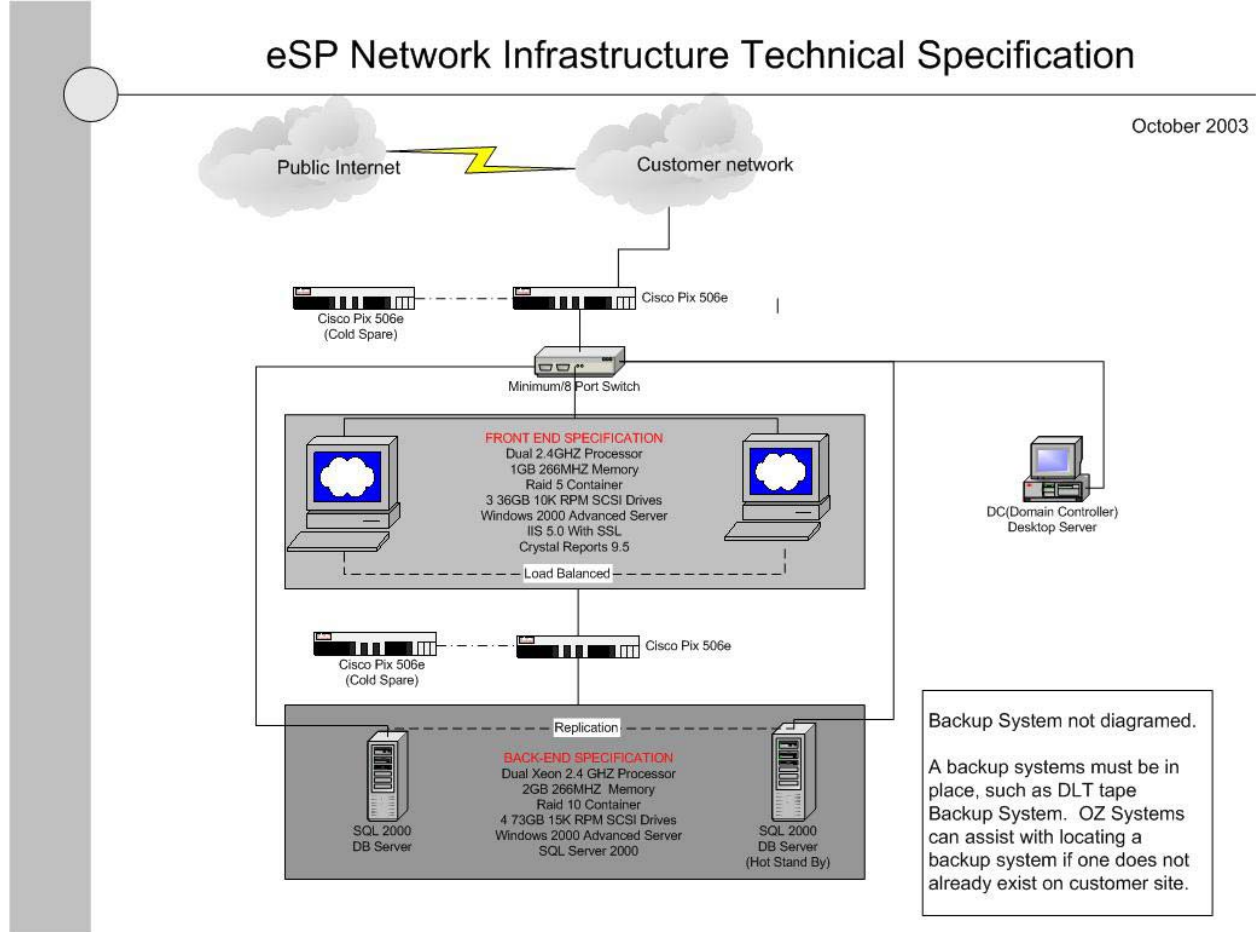 eSP Network Infrastructure Technical Specification
October 2003
Public Internet
Customer network
Cisco Pix 506e
(Cold Spare)
Cisco Pix 506e
Minimum/8 Port Switch
FRONT END SPECIFICATION
Dual 2.4GHZ Processor
1GB 266MHZ Memory
Raid 5 Container
3 36GB 10K RPM SCSI Drives
Windows 2000 Advanced Server
IIS 5.0 With SSL
Crystal Reports 9.5
Load Balanced
DC(Domain Controller)
Desktop Server
Cisco Pix 506e
(Cold Spare)
Cisco Pix 506e
Replication
BACK-END SPECIFICATION
Dual Xeon 2.4 GHZ Processor
2GB 266MHZ Memory
Raid 10 Container
4 73GB 15K RPM SCSI Drives
Windows 2000 Advanced Server
SQL Server 2000
SQL 2000
DB Server
SQL 2000
DB Server
(Hot Stand By)
Backup System not diagramed.
A backup systems must be in
place, such as DLT tape
Backup System. OZ Systems
can assist with locating a
backup system if one does not
already exist on customer site.